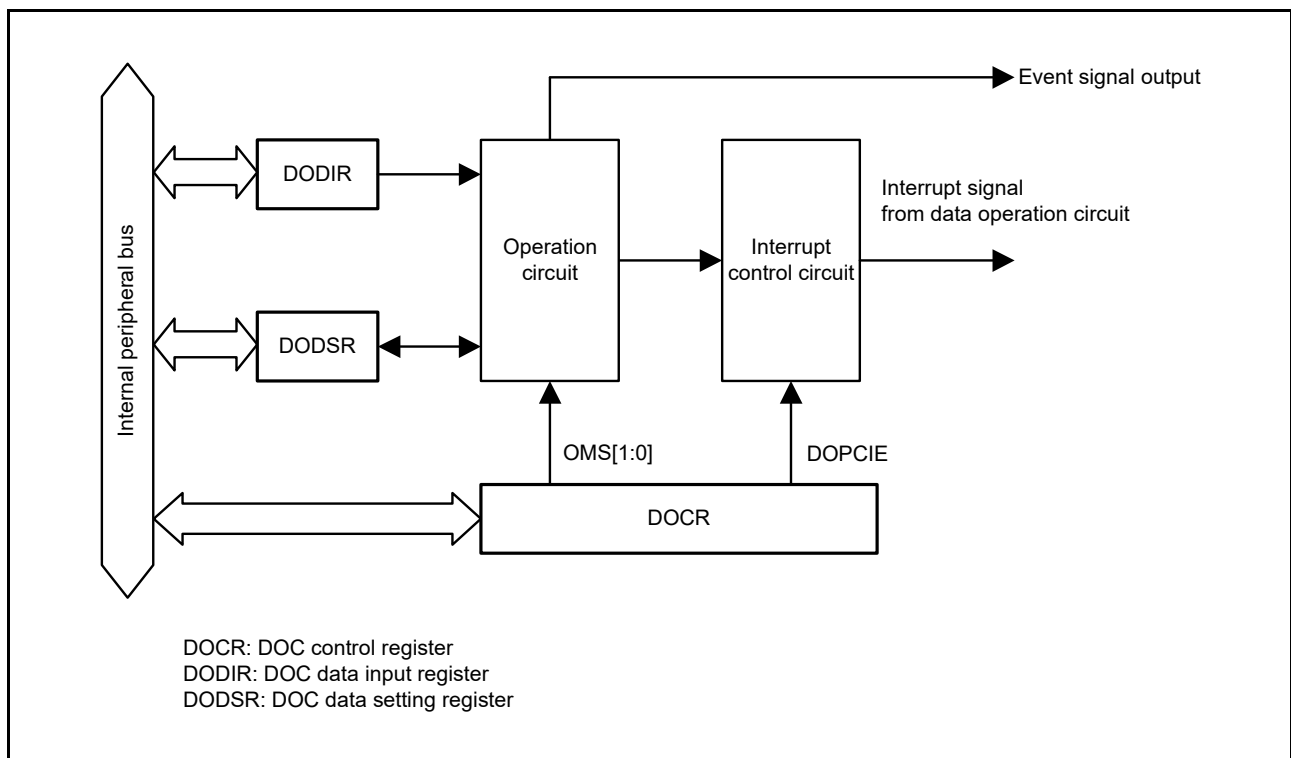 Event signal output
DODIR
Interrupt signal
from data operation circuit
Operation
circuit
Interrupt
control circuit
Internal peripheral bus
DODSR
OMS[1:0]
DOPCIE
DOCR
DOCR: DOC control register
DODIR: DOC data input register
DODSR: DOC data setting register